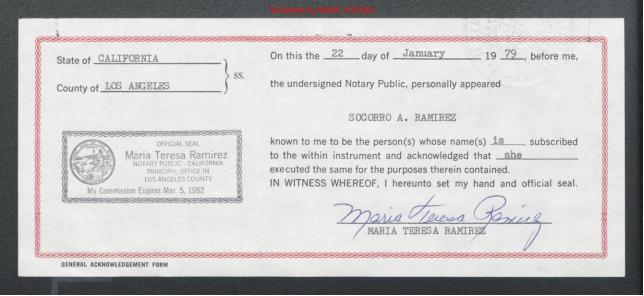 State of CALIFORNIA
County of LOS ANGELES
ss.
On this the 22 day of January 19 79, before me,
the undersigned Notary Public, personally appeared
SOCORRO A. RAMIREZ
known to me to be the person(s) whose name(s) is subscribed
to the within instrument and acknowledged that she
executed the same for the purposes therein contained.
IN WITNESS WHEREOF, I hereunto set my hand and official seal.
Maria Teresa Ramirez
MARIA TERESA RAMIREZ
OFFICIAL SEAL
Maria Teresa Ramirez
NOTARY PUBLIC - CALIFORNIA
PRINCIPAL OFFICE IN
LOS ANGELES COUNTY
My Commission Expires Mar. 5, 1982
GENERAL ACKNOWLEDGEMENT FORM